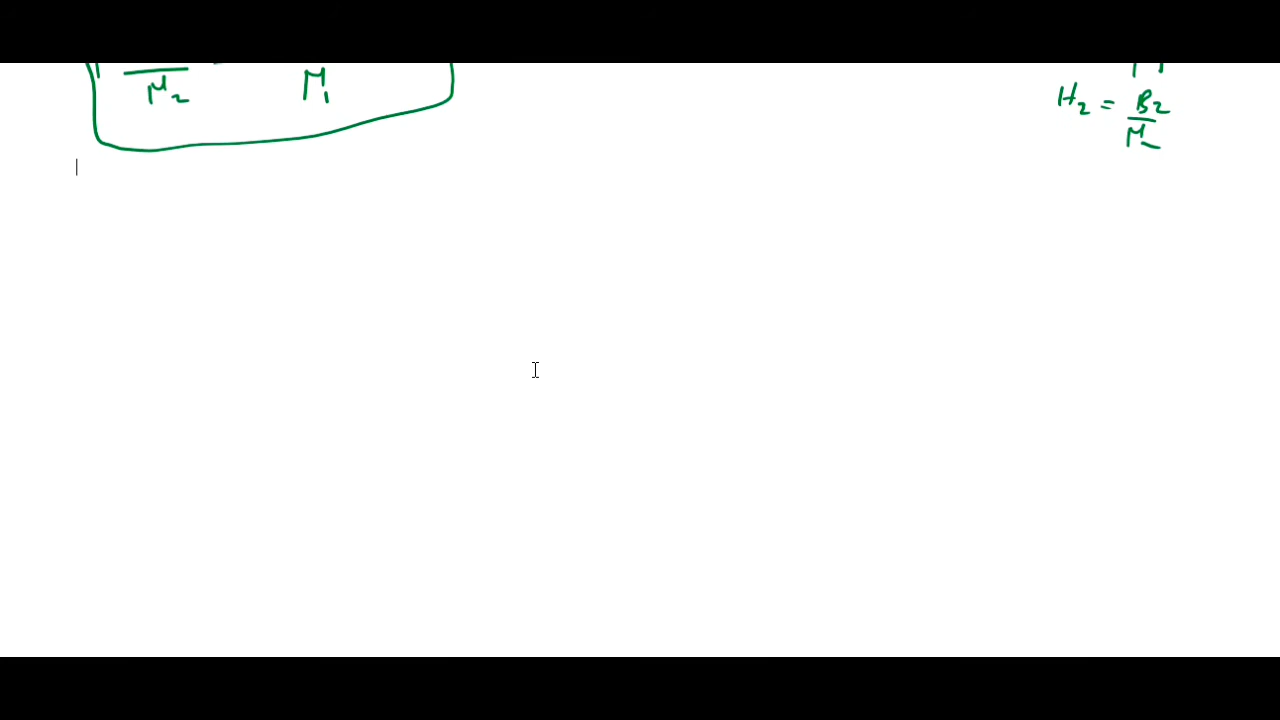 μ₂ μ₁
H₂ = B₂
μ₂